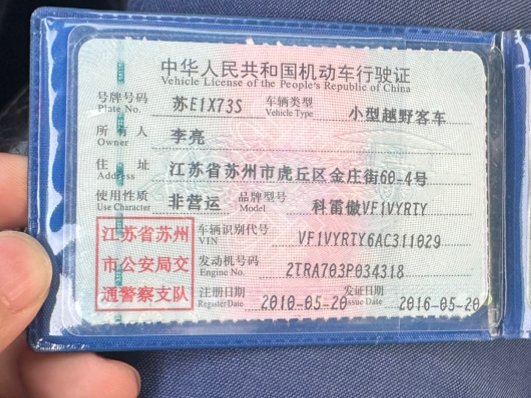 中华人民共和国机动车行驶证
Vehicle License of the People's Republic of China
号牌号码 苏E1X73S 车辆类型 小型越野客车
Plate No. Vehicle Type
所有人 李亮
Owner
住址 江苏省苏州市虎丘区金庄街60-4号
Address
使用性质 非营运 品牌型号 科雷傲VF1VYRTY
Use Character Model
江苏省苏州 车辆识别代号 VF1VYRTY6AC311029
VIN
市公安局交 发动机号码 2TRA703P034318
Engine No.
通警察支队 注册日期 2010-05-20 发证日期 2016-05-20
Register Date Issue Date